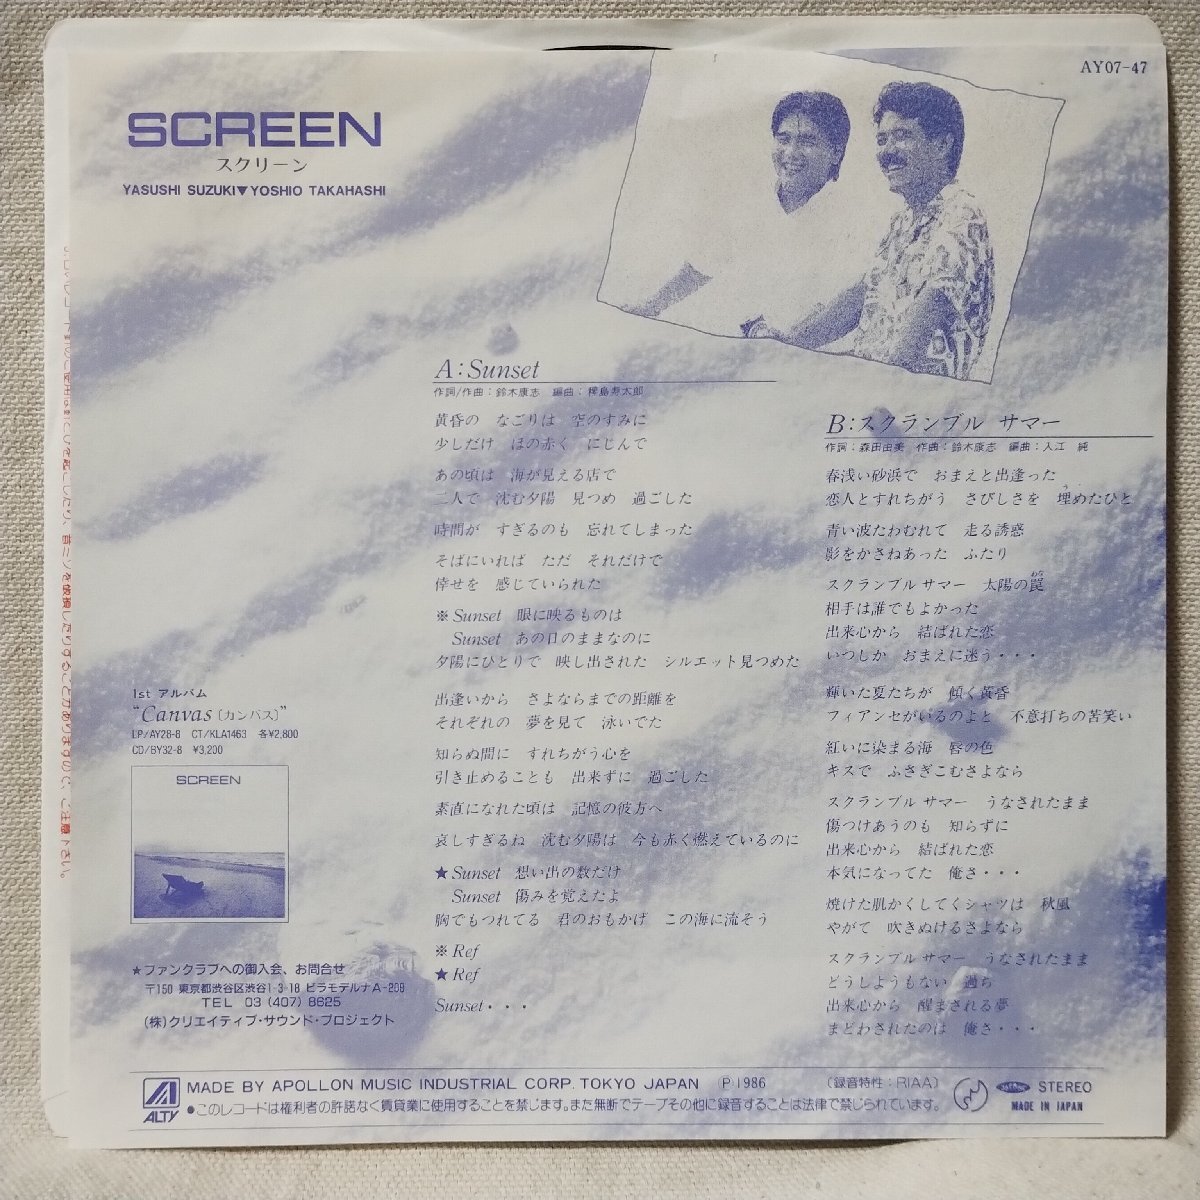 AY07-47
SCREEN
スクリーン
YASUSHI SUZUKI▼YOSHIO TAKAHASHI
A:Sunset
作詞/作曲:鈴木康志 編曲:椛島寿太郎
黄昏の なごりは 空のすみに
少しだけ ほの赤く にじんで
あの頃は 海が見える店で
二人で 沈む夕陽 見つめ 過ごした
時間が すぎるのも 忘れてしまった
そばにいれば ただ それだけで
倖せを 感じていられた
※Sunset 眼に映るものは
Sunset あの日のままなのに
夕陽にひとりで 映し出された シルエット見つめた
出逢いから さよならまでの距離を
それぞれの 夢を見て 泳いでた
知らぬ間に すれちがう心を
引き止めることも 出来ずに 過ごした
素直になれた頃は 記憶の彼方へ
哀しすぎるね 沈む夕陽は 今も赤く燃えているのに
★Sunset 想い出の数だけ
Sunset 傷みを覚えたよ
胸でもつれてる 君のおもかげ この海に流そう
※Ref
★Ref
Sunset・・・
B:スクランブル サマー
作詞:森田由美 作曲:鈴木康志 編曲:入江 純
春浅い砂浜で おまえと出逢った
恋人とすれちがう さびしさを 埋めたひと
青い波たわむれて 走る誘惑
影をかさねあった ふたり
スクランブル サマー 太陽の罠
相手は誰でもよかった
出来心から 結ばれた恋
いつしか おまえに迷う・・・
輝いた夏たちが 傾く黄昏
フィアンセがいるのよと 不意打ちの苦笑い
紅いに染まる海 唇の色
キスで ふさぎこむさよなら
スクランブル サマー うなされたまま
傷つけあうのも 知らずに
出来心から 結ばれた恋
本気になってた 俺さ・・・
焼けた肌かくしてくシャツは 秋風
やがて 吹きぬけるさよなら
スクランブル サマー うなされたまま
どうしようもない 過ち
出来心から 醒まされる夢
まどわされたのは 俺さ・・・
1st アルバム
"Canvas〔カンバス〕"
LP/AY28-8 CT/KLA1463 各¥2,800
CD/BY32-8 ¥3,200
SCREEN
★ファンクラブへの御入会、お問合せ
〒150 東京都渋谷区渋谷1-3-18 ビラモデルナA-209
TEL 03 (407) 8625
(株)クリエイティブ・サウンド・プロジェクト
ALTY
MADE BY APOLLON MUSIC INDUSTRIAL CORP. TOKYO JAPAN Ⓟ1986
〔録音特性:RIAA〕
STEREO
MADE IN JAPAN
●このレコードは権利者の許諾なく賃貸業に使用することを禁じます。また無断でテープその他に録音することは法律で禁じられています。